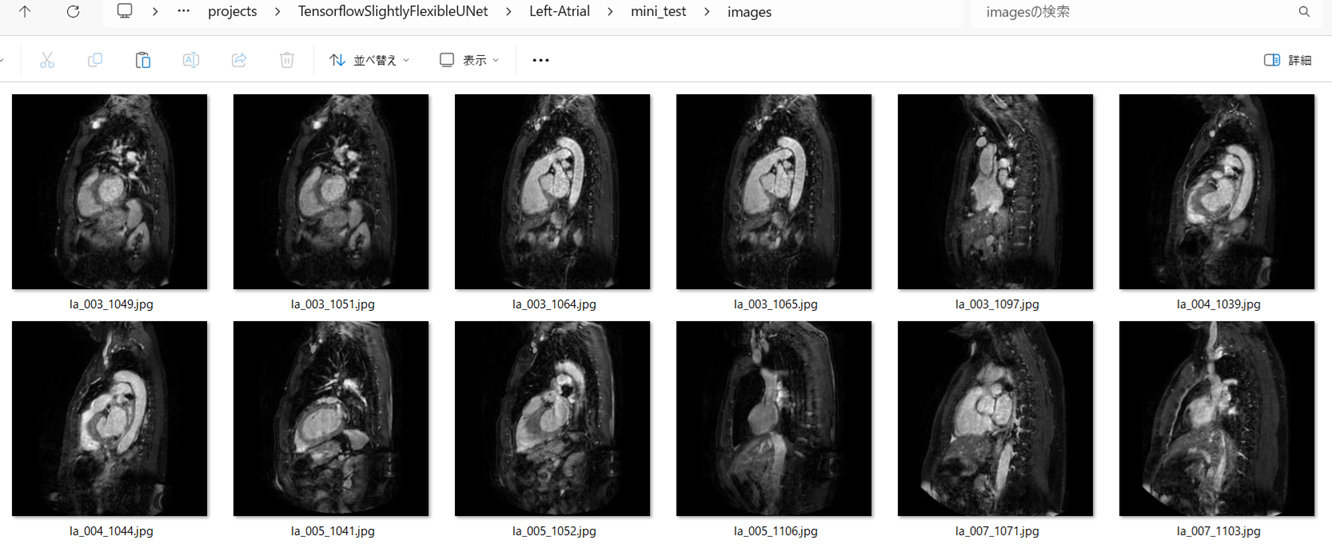 projects > TensorflowSlightlyFlexibleUNet > Left-Atrial > mini_test > images
imagesの検索
並べ替え
表示
詳細
la_003_1049.jpg
la_003_1051.jpg
la_003_1064.jpg
la_003_1065.jpg
la_003_1097.jpg
la_004_1039.jpg
la_004_1044.jpg
la_005_1041.jpg
la_005_1052.jpg
la_005_1106.jpg
la_007_1071.jpg
la_007_1103.jpg